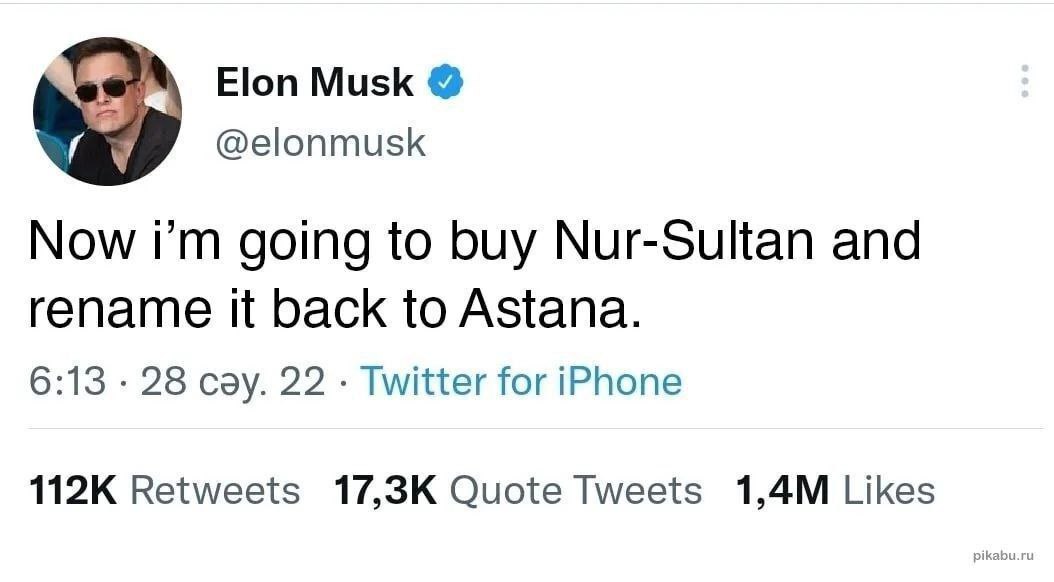 Elon Musk
@elonmusk
Now i’m going to buy Nur-Sultan and
rename it back to Astana.
6:13 · 28 сәу. 22 · Twitter for iPhone
112K Retweets 17,3K Quote Tweets 1,4M Likes
pikabu.ru